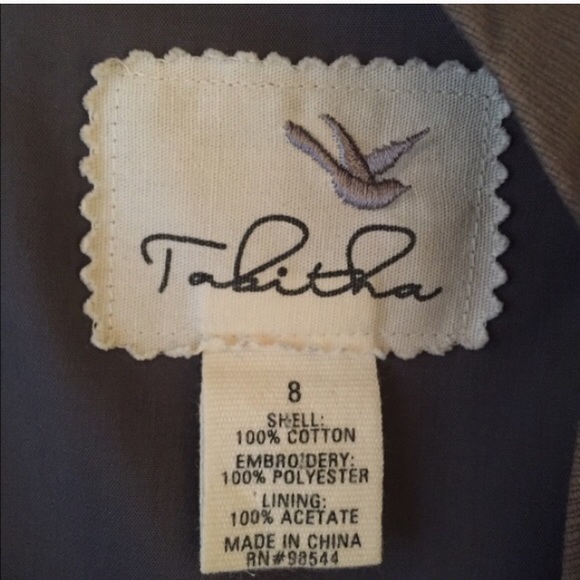 Tabitha
8
SHELL:
100% COTTON
EMBROIDERY:
100% POLYESTER
LINING:
100% ACETATE
MADE IN CHINA
RN#98544